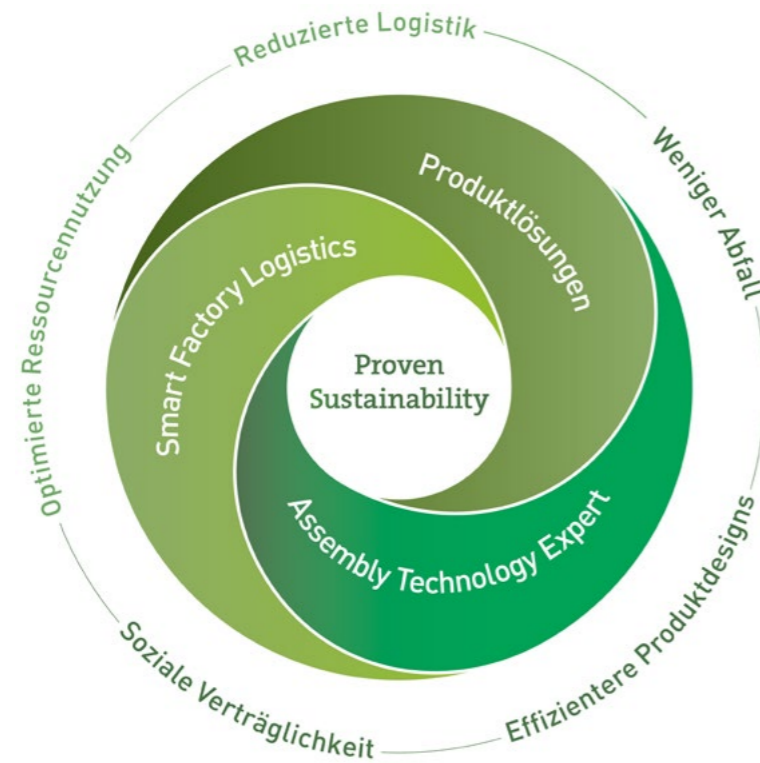 Reduzierte Logistik
Weniger Abfall
Effizientere Produktdesigns
Soziale Verträglichkeit
Optimierte Ressourcennutzung
Produktlösungen
Assembly Technology Expert
Smart Factory Logistics
Proven
Sustainability